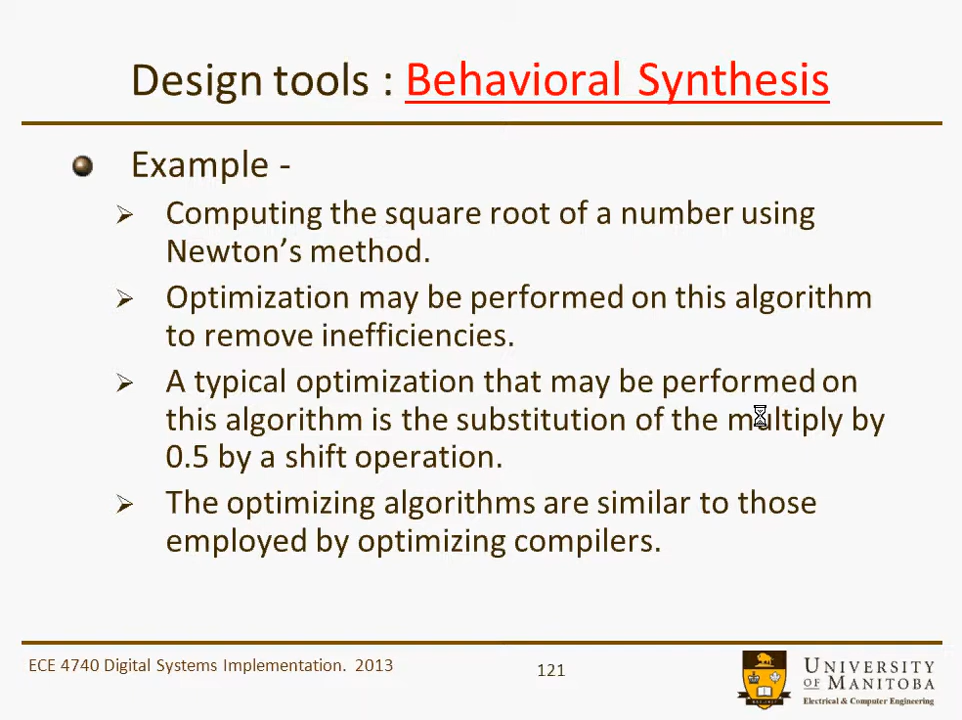 Design tools : Behavioral Synthesis
Example -
Computing the square root of a number using
Newton’s method.
Optimization may be performed on this algorithm
to remove inefficiencies.
A typical optimization that may be performed on
this algorithm is the substitution of the multiply by
0.5 by a shift operation.
The optimizing algorithms are similar to those
employed by optimizing compilers.
ECE 4740 Digital Systems Implementation. 2013
121
UNIVERSITY
OF MANITOBA
Electrical & Computer Engineering